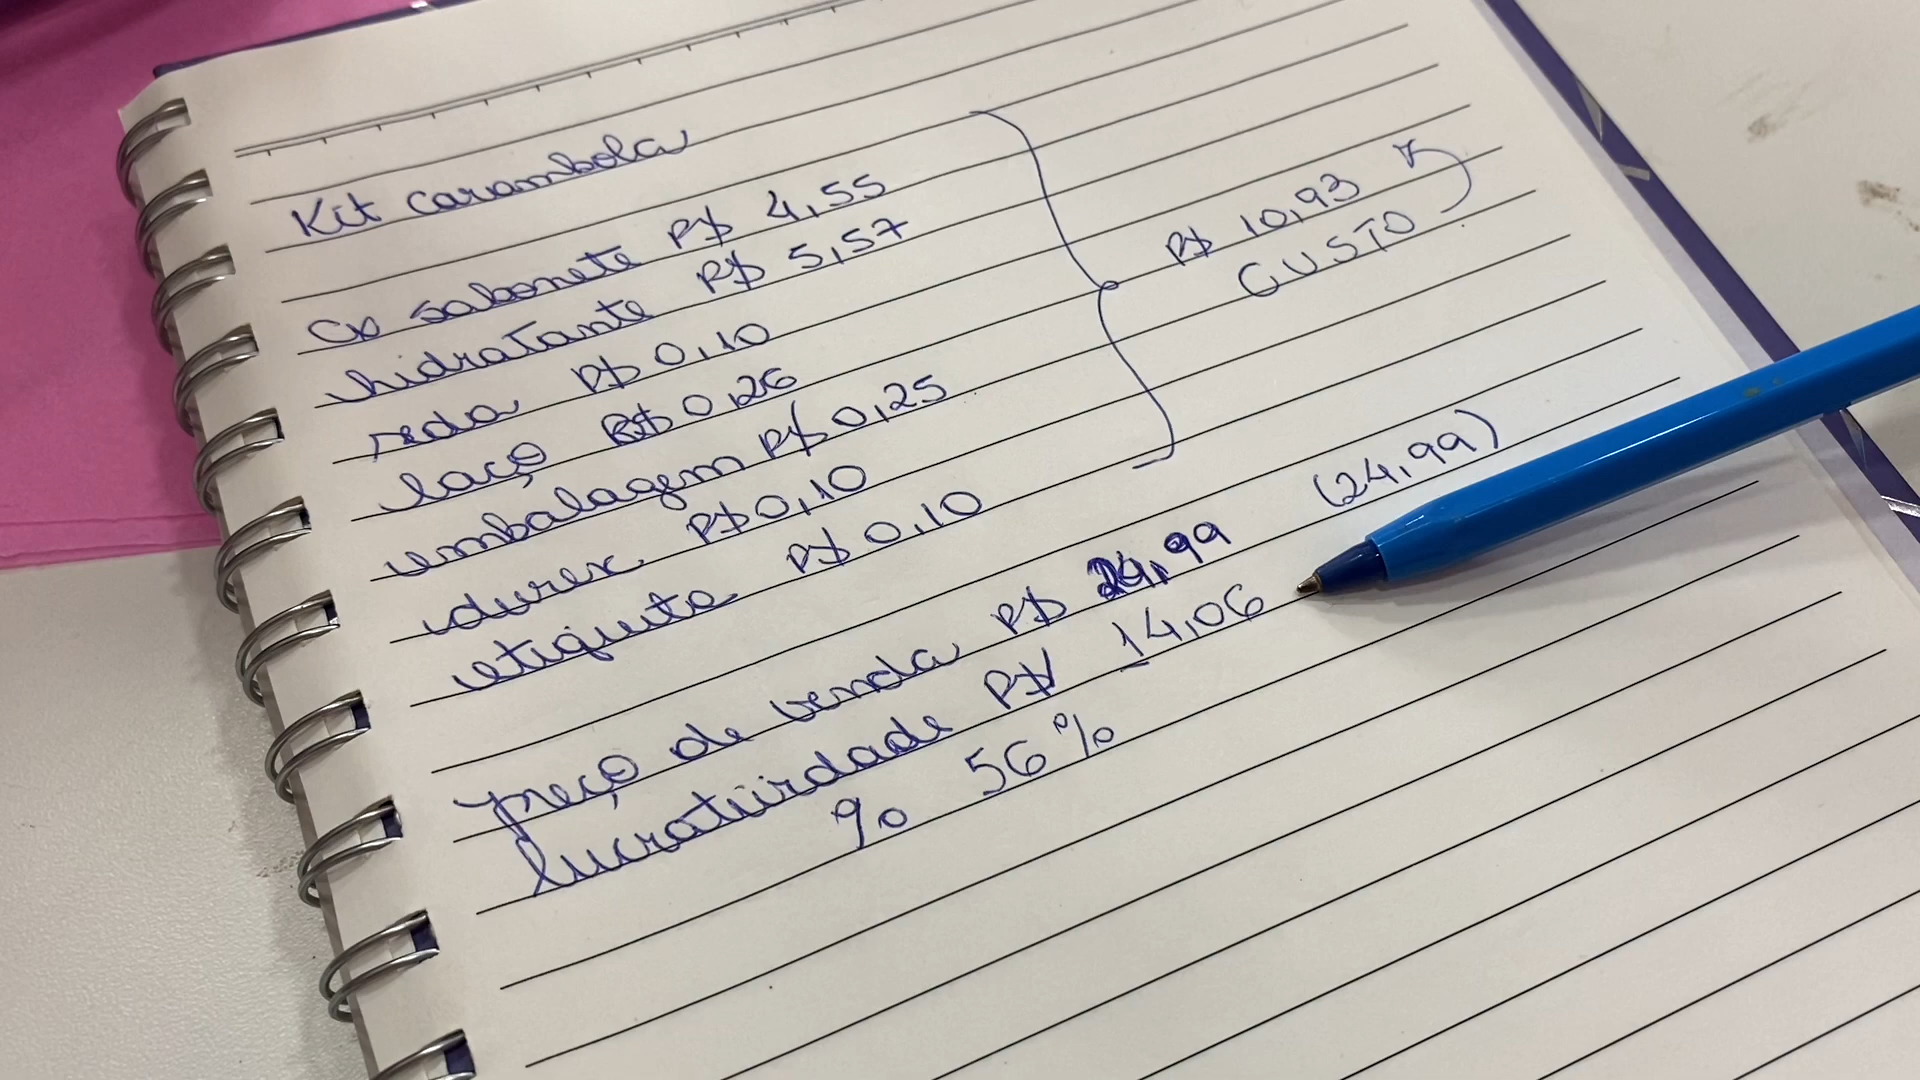 Kit Carambola
cx sabonete R$ 4,55
hidratante R$ 5,57
seda R$ 0,10
laço R$ 0,26
embalagem R$ 0,25
durex R$ 0,10
etiqueta R$ 0,10
R$ 10,93
CUSTO
preço de venda R$ 24,99 (24,99)
lucratividade R$ 14,06
% 56%